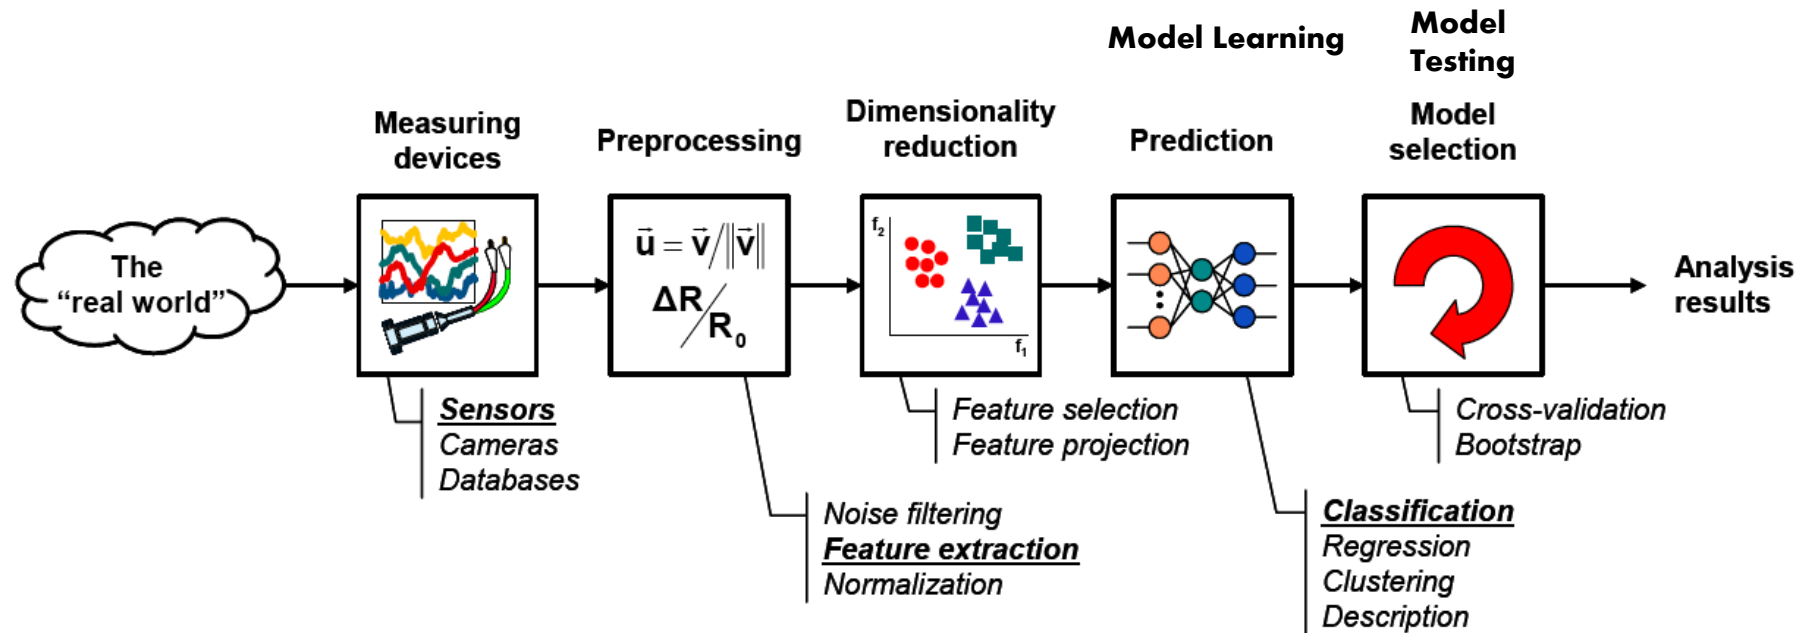 Model Learning
Model
Testing
Measuring
devices
Preprocessing
Dimensionality
reduction
Prediction
Model
selection
The
“real world”
u⃗ = v⃗/‖v⃗‖
ΔR/R₀
f₂
f₁
Analysis
results
Sensors
Cameras
Databases
Noise filtering
Feature extraction
Normalization
Feature selection
Feature projection
Classification
Regression
Clustering
Description
Cross-validation
Bootstrap